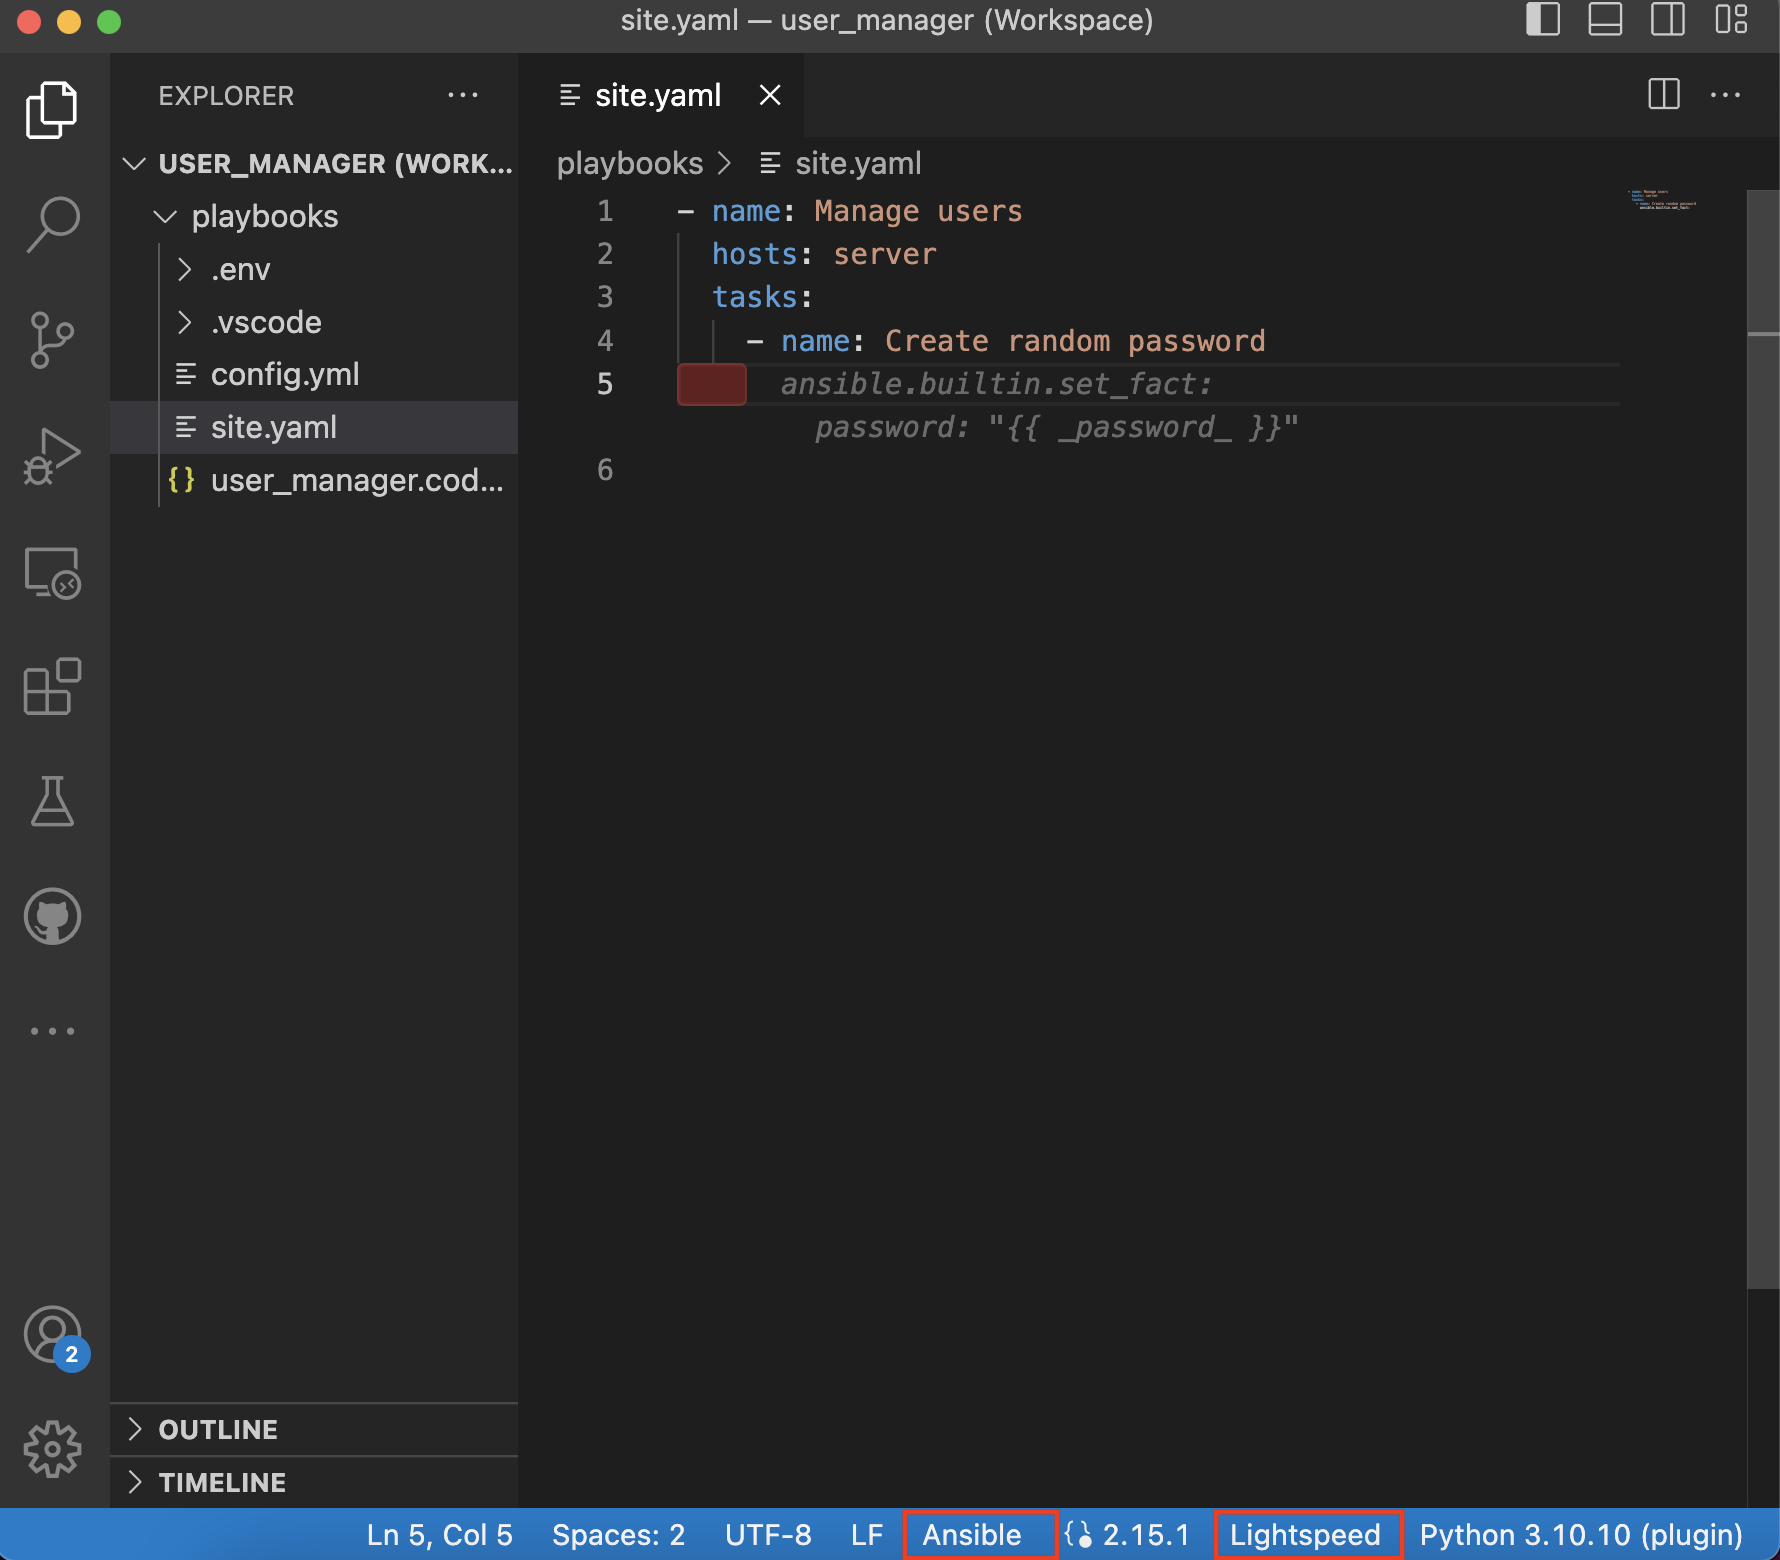 site.yaml — user_manager (Workspace)
EXPLORER
USER_MANAGER (WORK...
playbooks
.env
.vscode
config.yml
site.yaml
user_manager.cod...
OUTLINE
TIMELINE
2
site.yaml
playbooks > site.yaml
1 - name: Manage users
2 hosts: server
3 tasks:
4 - name: Create random password
5 ansible.builtin.set_fact:
password: "{{ _password_ }}"
6
Ln 5, Col 5 Spaces: 2 UTF-8 LF Ansible 2.15.1 Lightspeed Python 3.10.10 (plugin)